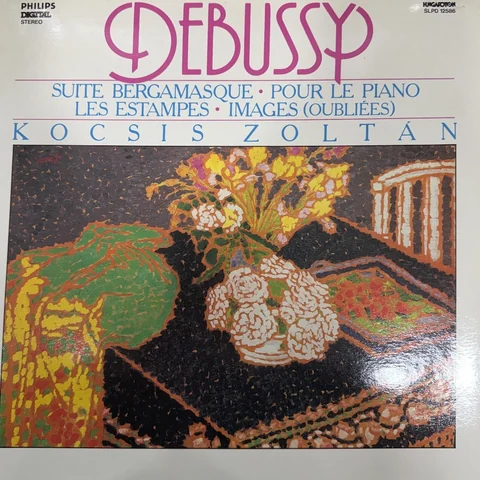 PHILIPS
DIGITAL
STEREO
DEBUSSY
HUNGAROTON
SLPD 12586
SUITE BERGAMASQUE • POUR LE PIANO
LES ESTAMPES • IMAGES (OUBLIÉES)
KOCSIS ZOLTÁN